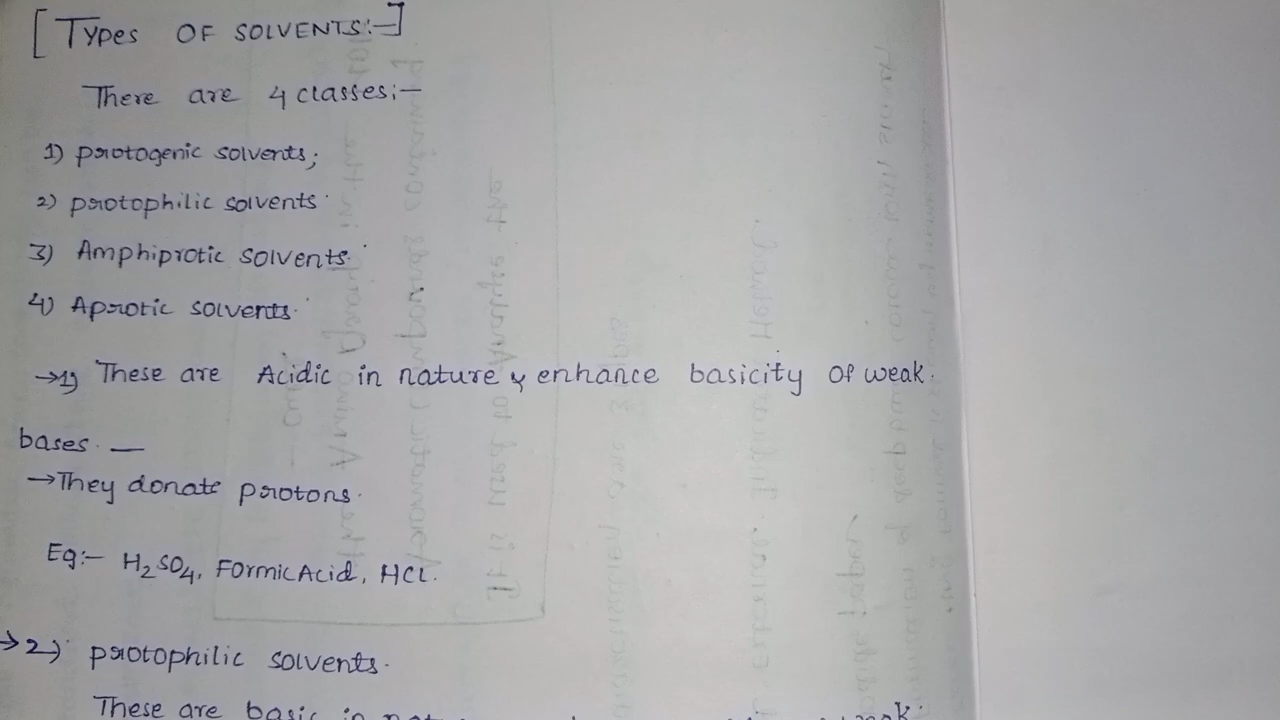 [Types OF SOLVENTS:-]
There are 4 classes:-
1) protogenic solvents;
2) protophilic solvents.
3) Amphiprotic solvents.
4) Aprotic solvents.
→1) These are Acidic in nature & enhance basicity of weak.
bases. —
→They donate protons.
Eg:- H₂SO₄, Formic Acid, HCl.
→2) protophilic solvents.
These are basic in